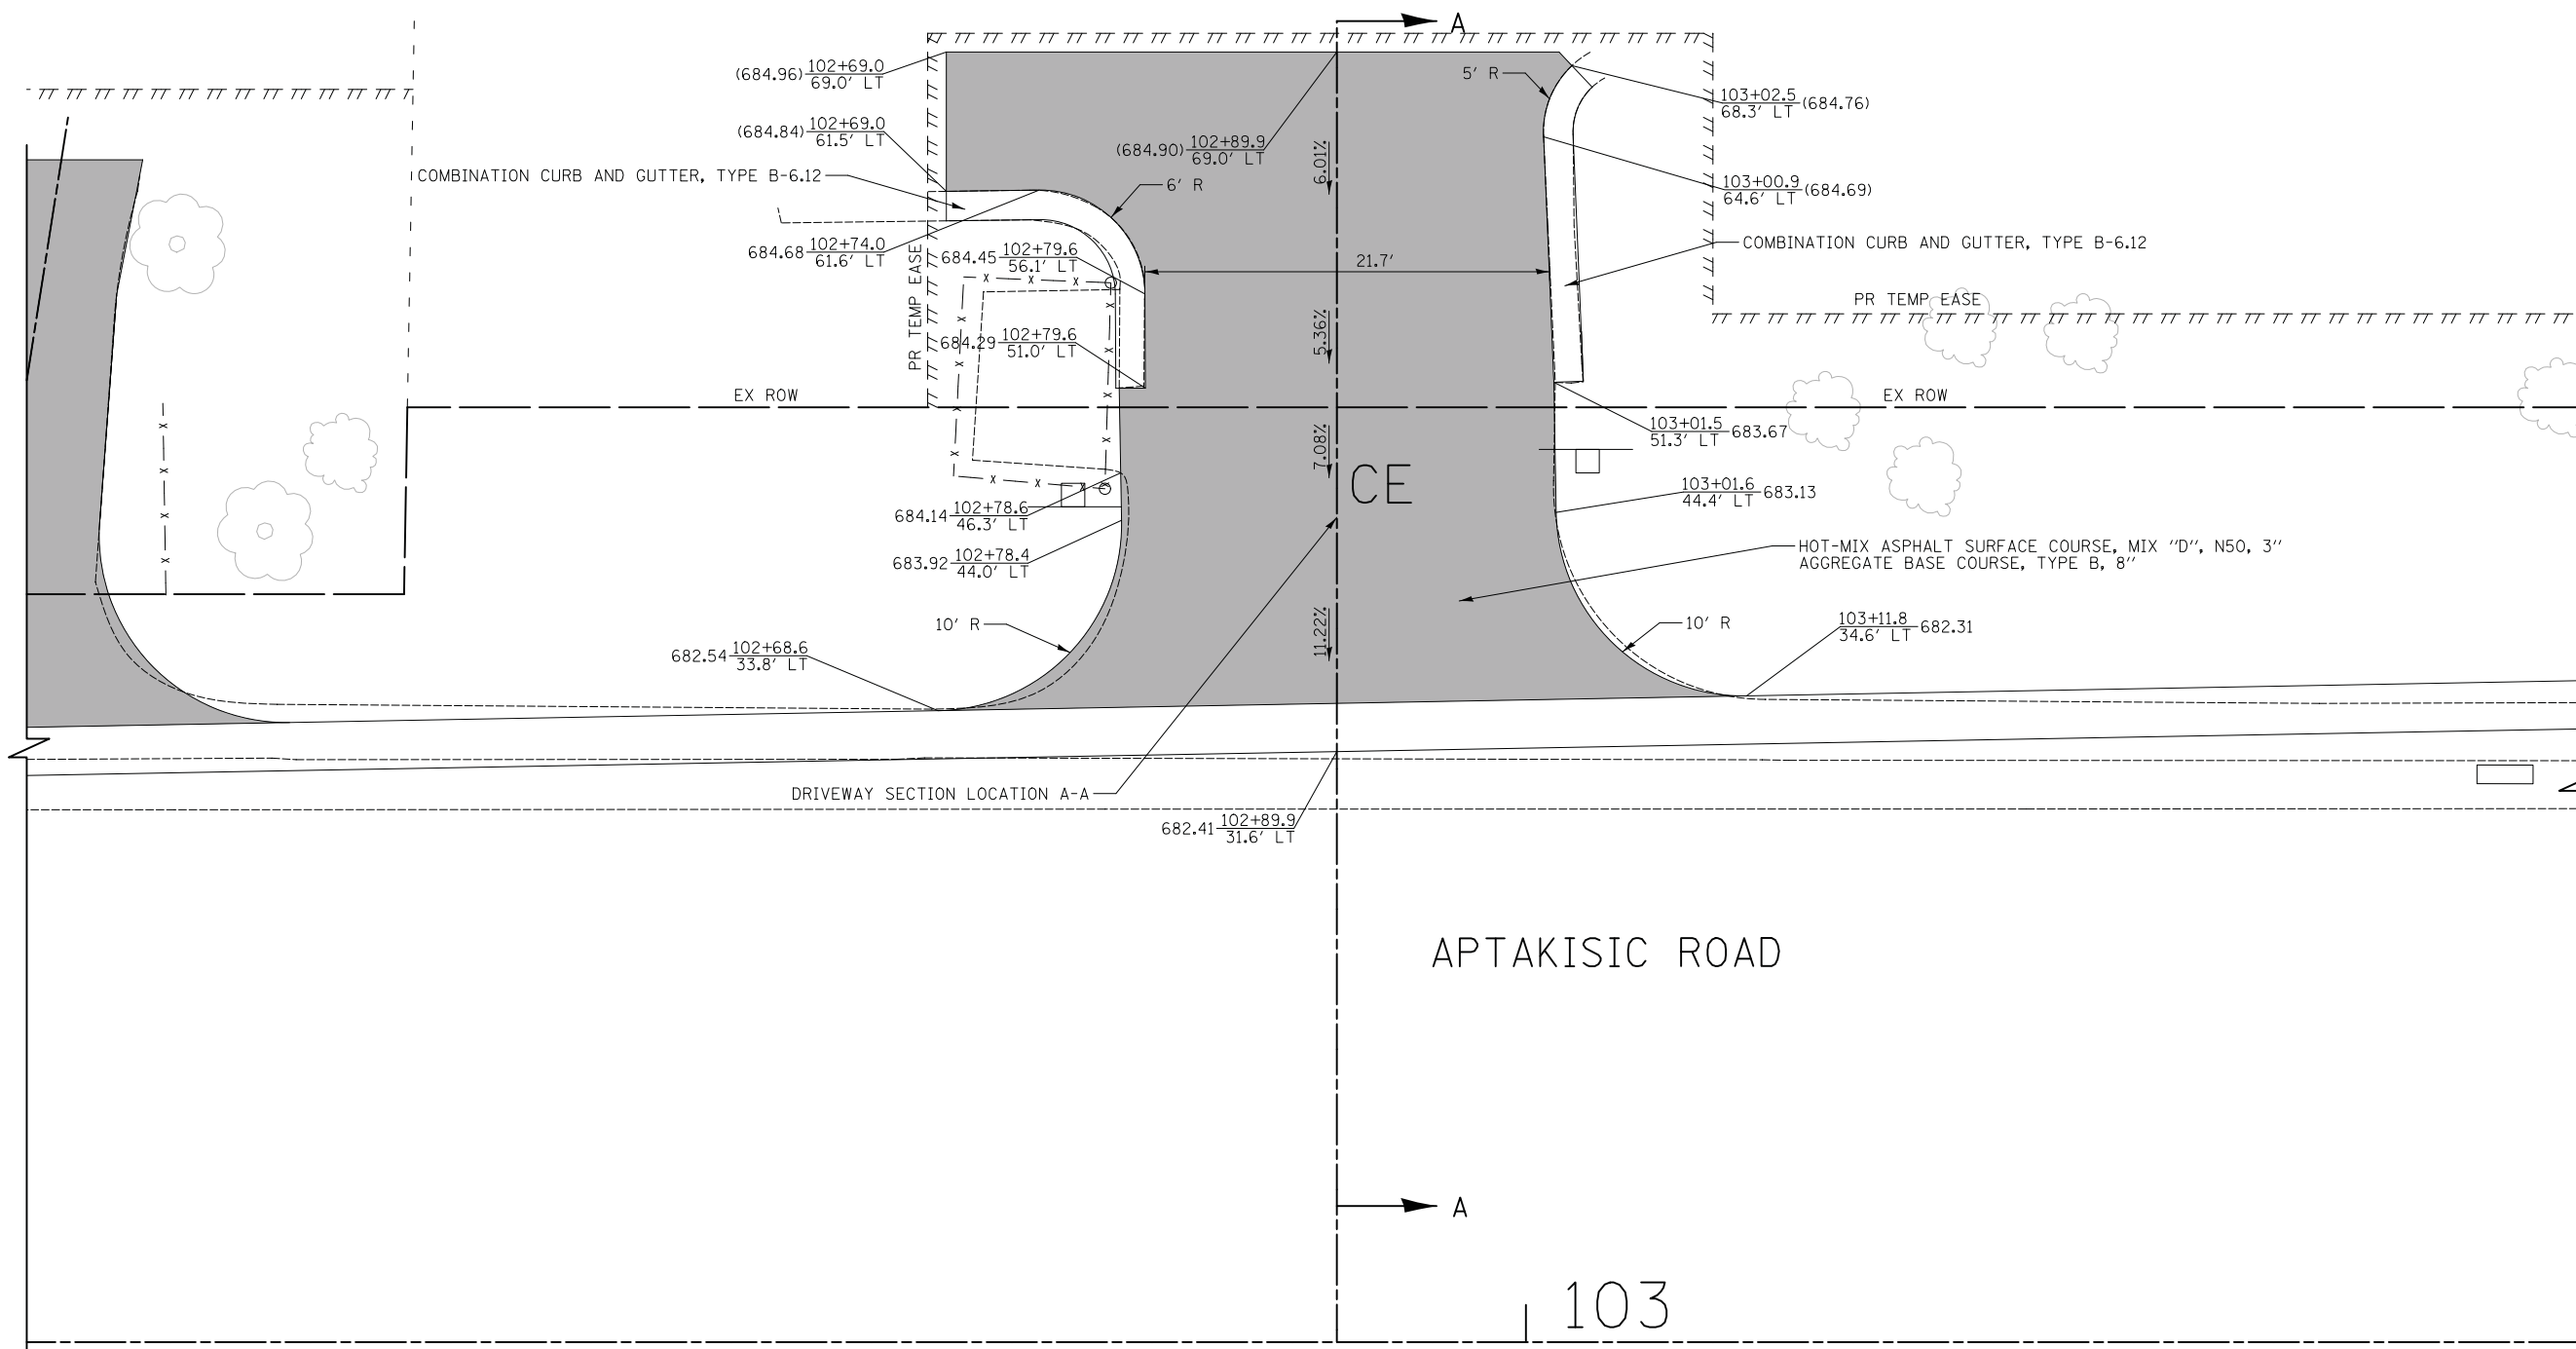 A
(684.96) 102+69.0
69.0' LT
5' R
103+02.5 (684.76)
68.3' LT
(684.84) 102+69.0
61.5' LT
(684.90) 102+89.9
69.0' LT
6.01%
COMBINATION CURB AND GUTTER, TYPE B-6.12
6' R
103+00.9 (684.69)
64.6' LT
684.68 102+74.0
61.6' LT
684.45 102+79.6
56.1' LT
21.7'
COMBINATION CURB AND GUTTER, TYPE B-6.12
PR TEMP EASE
PR TEMP EASE
684.29 102+79.6
51.0' LT
5.36%
EX ROW
EX ROW
103+01.5 683.67
51.3' LT
7.08%
CE
103+01.6 683.13
44.4' LT
684.14 102+78.6
46.3' LT
683.92 102+78.4
44.0' LT
HOT-MIX ASPHALT SURFACE COURSE, MIX "D", N50, 3"
AGGREGATE BASE COURSE, TYPE B, 8"
10' R
11.22%
10' R
103+11.8 682.31
34.6' LT
682.54 102+68.6
33.8' LT
DRIVEWAY SECTION LOCATION A-A
682.41 102+89.9
31.6' LT
APTAKISIC ROAD
A
103